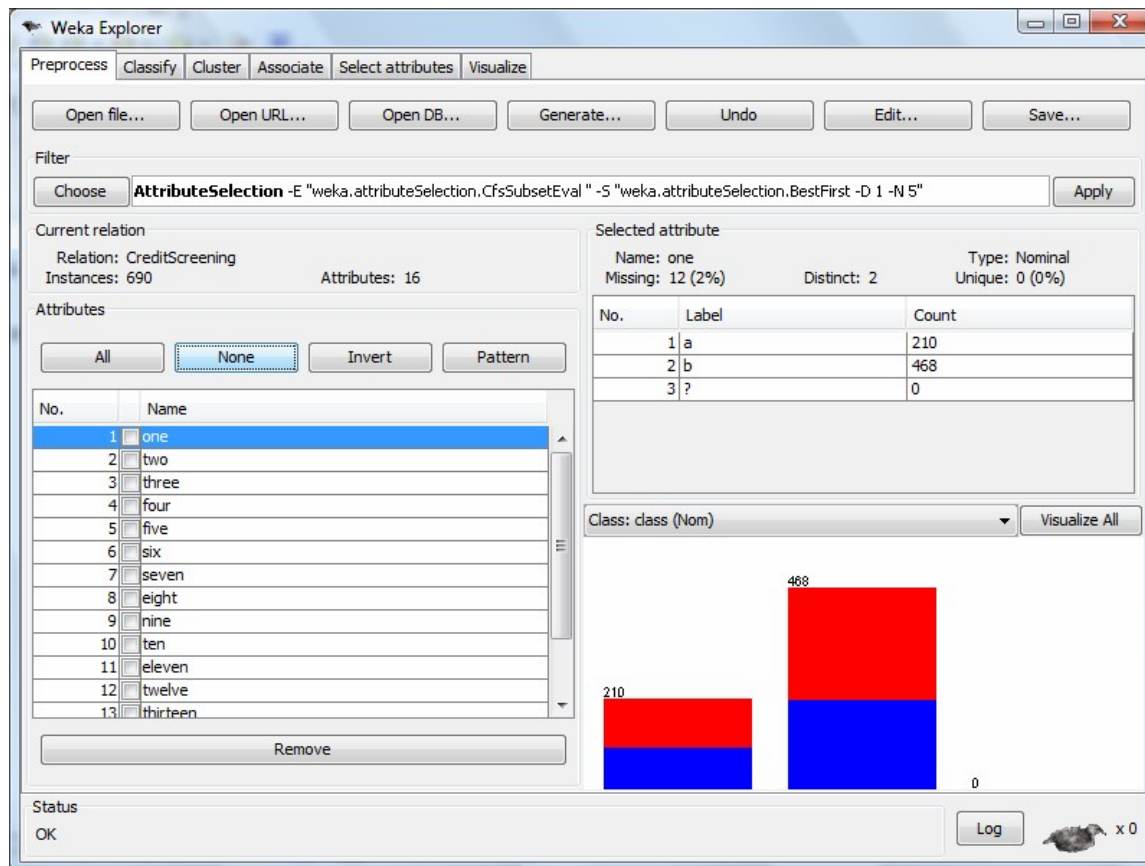 Weka Explorer
Preprocess Classify Cluster Associate Select attributes Visualize
Open file... Open URL... Open DB... Generate... Undo Edit... Save...
Filter
Choose AttributeSelection -E "weka.attributeSelection.CfsSubsetEval " -S "weka.attributeSelection.BestFirst -D 1 -N 5" Apply
Current relation
Relation: CreditScreening
Instances: 690 Attributes: 16
Attributes
All None Invert Pattern
No. Name
1 one
2 two
3 three
4 four
5 five
6 six
7 seven
8 eight
9 nine
10 ten
11 eleven
12 twelve
13 thirteen
Remove
Selected attribute
Name: one Type: Nominal
Missing: 12 (2%) Distinct: 2 Unique: 0 (0%)
No. Label Count
1 a 210
2 b 468
3 ? 0
Class: class (Nom) Visualize All
468
210
0
Status
OK
Log x 0